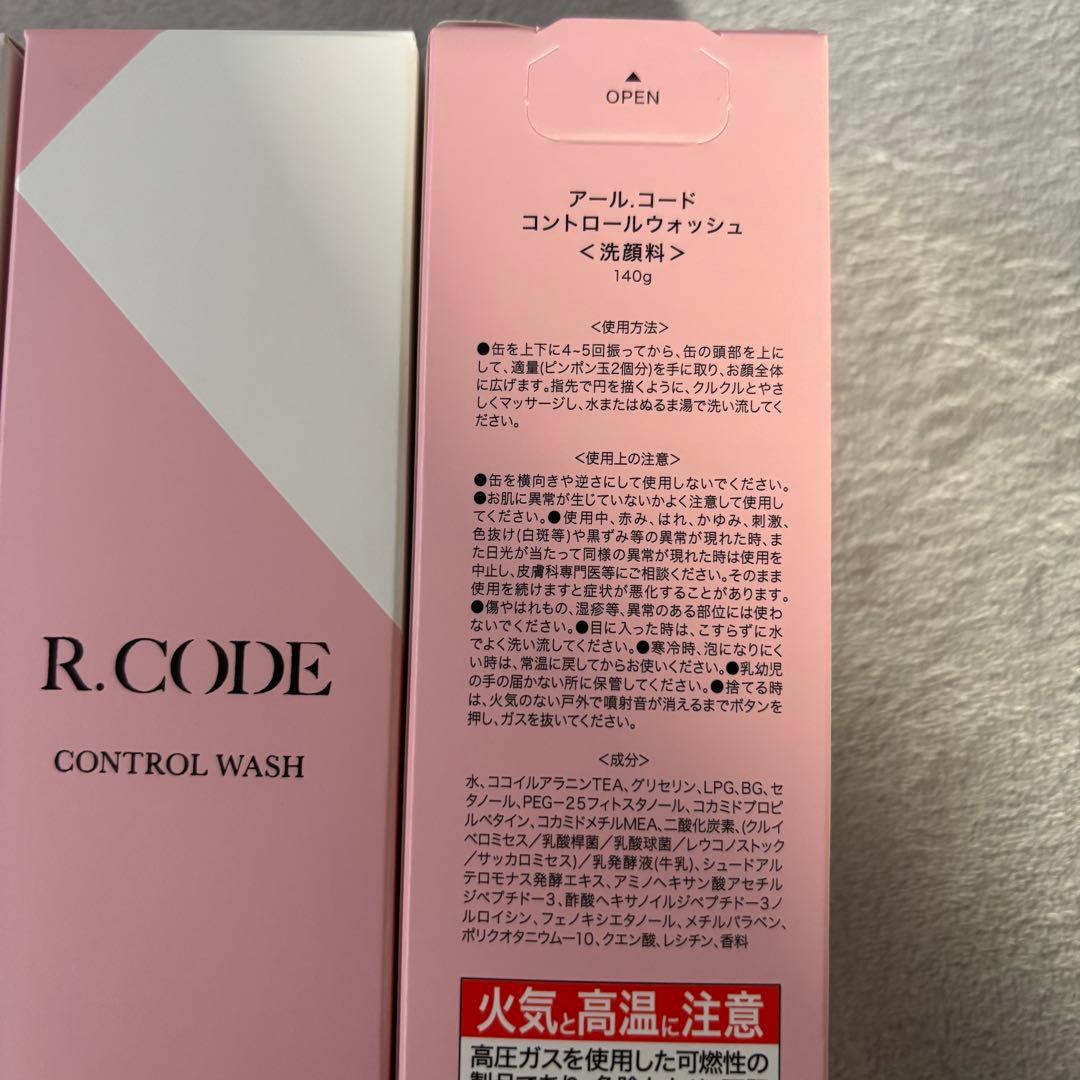 R.CODE
CONTROL WASH
OPEN
アール.コード
コントロールウォッシュ
<洗顔料>
140g
<使用方法>
●缶を上下に4~5回振ってから、缶の頭部を上に
して、適量(ピンポン玉2個分)を手に取り、お顔全体
に広げます。指先で円を描くように、クルクルとやさ
しくマッサージし、水またはぬるま湯で洗い流してく
ださい。
<使用上の注意>
●缶を横向きや逆さにして使用しないでください。
●お肌に異常が生じていないかよく注意して使用し
てください。●使用中、赤み、はれ、かゆみ、刺激、
色抜け(白斑等)や黒ずみ等の異常が現れた時、ま
た日光が当たって同様の異常が現れた時は使用を
中止し、皮膚科専門医等にご相談ください。そのまま
使用を続けますと症状が悪化することがあります。
●傷やはれもの、湿疹等、異常のある部位には使わ
ないでください。●目に入った時は、こすらずに水
でよく洗い流してください。●寒冷時、泡になりにく
い時は、常温に戻してからお使いください。●乳幼児
の手の届かない所に保管してください。●捨てる時
は、火気のない戸外で噴射音が消えるまでボタンを
押し、ガスを抜いてください。
<成分>
水、ココイルアラニンTEA、グリセリン、LPG、BG、セ
タノール、PEG-25フィトスタノール、コカミドプロピ
ルベタイン、コカミドメチルMEA、二酸化炭素、(クルイ
ベロミセス/乳酸桿菌/乳酸球菌/レウコノストック
/サッカロミセス)/乳発酵液(牛乳)、シュードアル
テロモナス発酵エキス、アミノヘキサン酸アセチル
ジペプチド-3、酢酸ヘキサノイルジペプチド-3ノ
ルロイシン、フェノキシエタノール、メチルパラベン、
ポリクオタニウム-10、クエン酸、レシチン、香料
火気と高温に注意
高圧ガスを使用した可燃性の